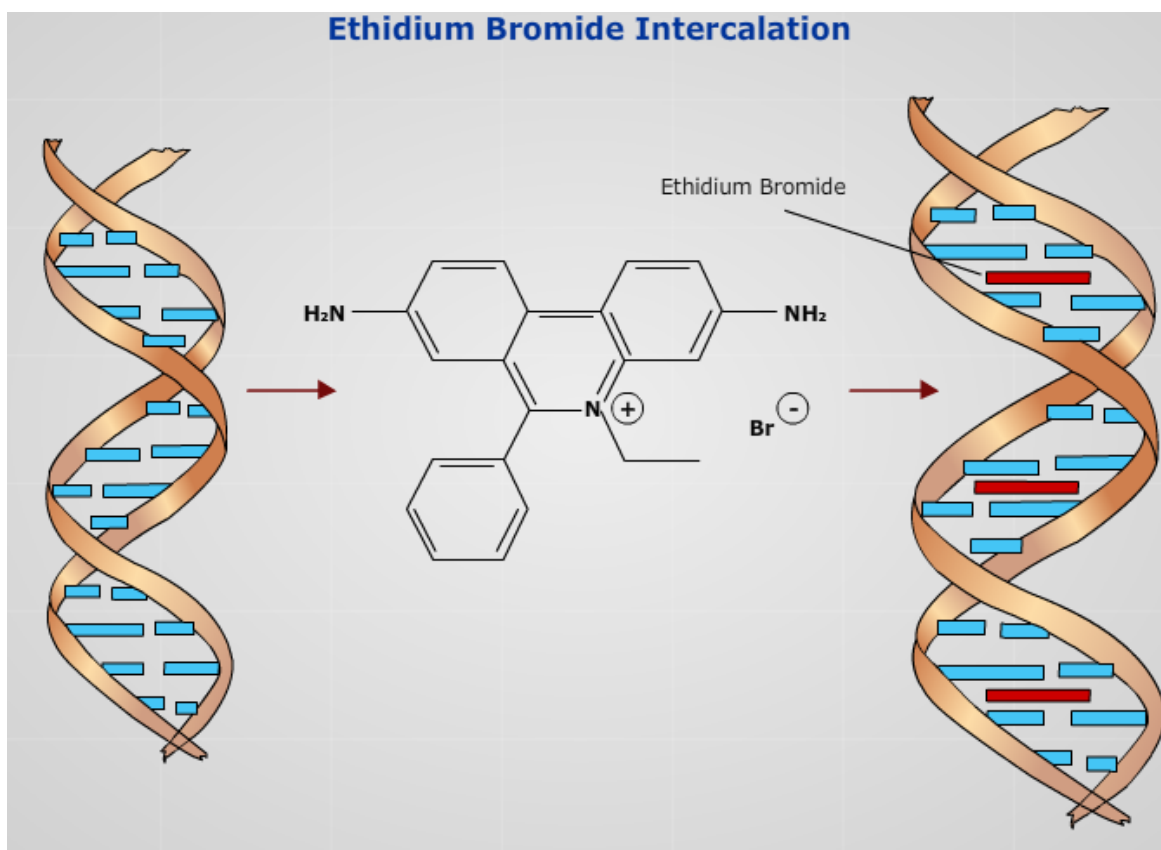 Ethidium Bromide Intercalation
Ethidium Bromide
H₂N
NH₂
N
+
Br
-